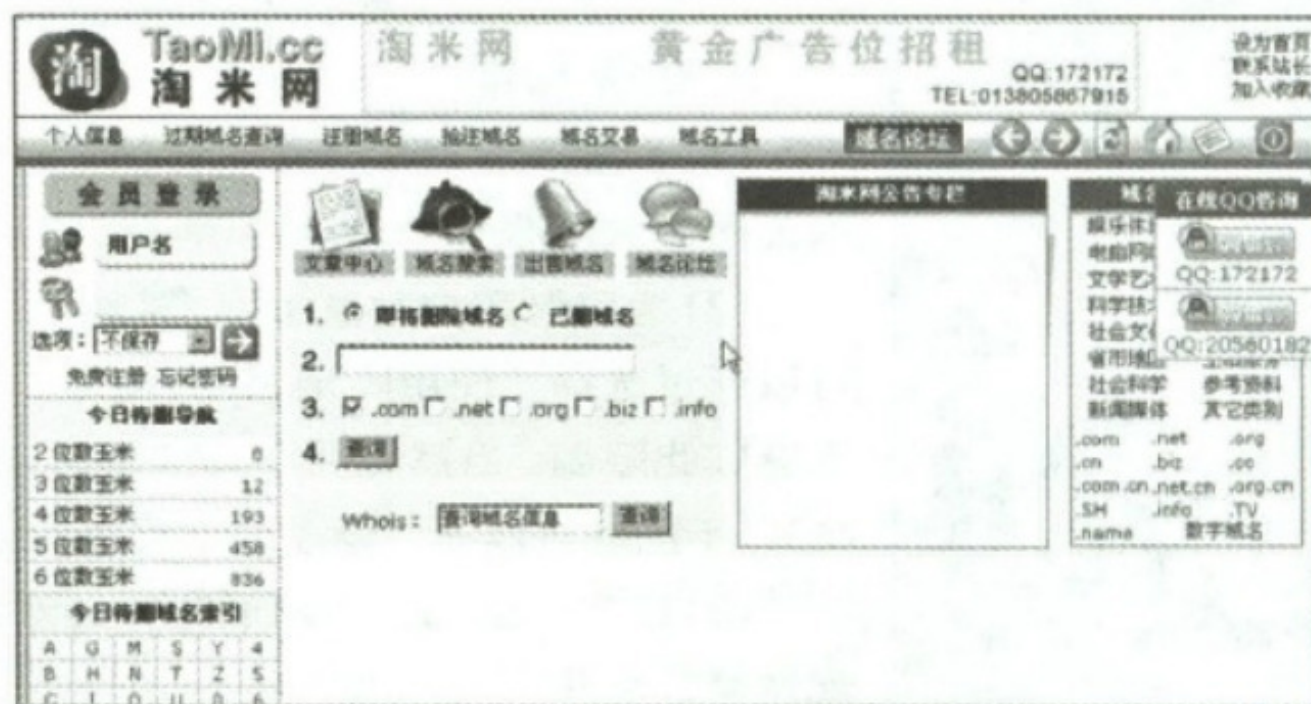 淘
TaoMi.cc
淘米网
淘米网 黄金广告位招租
QQ:172172
TEL:013805867915
设为首页
联系站长
加入收藏
个人信息 过期域名查询 注册域名 抢注域名 域名交易 域名工具 域名论坛
会员登录
用户名
选项: 不保存
免费注册 忘记密码
今日待删导航
2位数玉米 8
3位数玉米 12
4位数玉米 193
5位数玉米 458
6位数玉米 836
今日待删域名索引
A G M S Y 4
B H N T Z 5
文章中心 域名搜索 出售域名 域名论坛
1. 即将删除域名 已删域名
2.
3. .com .net .org .biz .info
4. 查询
Whois: 查询域名信息 查询
淘米网公告专栏
在线QQ咨询
QQ:172172
QQ:20560182
娱乐体
电脑网
文学艺
科学技
社会文
省市地
社会科学 参考资料
新闻媒体 其它类别
.com .net .org
.cn .biz .cc
.com.cn .net.cn .org.cn
.SH .info .TV
.name 数字域名